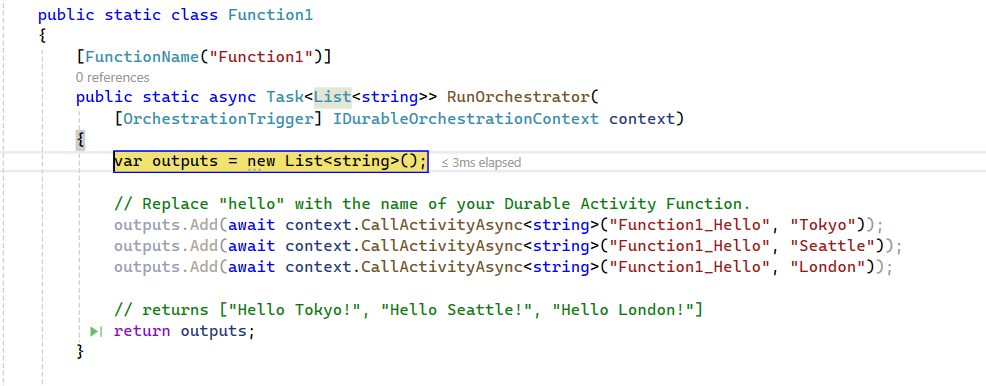 public static class Function1
{
[FunctionName("Function1")]
0 references
public static async Task<List<string>> RunOrchestrator(
[OrchestrationTrigger] IDurableOrchestrationContext context)
{
var outputs = new List<string>(); ≤ 3ms elapsed
// Replace "hello" with the name of your Durable Activity Function.
outputs.Add(await context.CallActivityAsync<string>("Function1_Hello", "Tokyo"));
outputs.Add(await context.CallActivityAsync<string>("Function1_Hello", "Seattle"));
outputs.Add(await context.CallActivityAsync<string>("Function1_Hello", "London"));
// returns ["Hello Tokyo!", "Hello Seattle!", "Hello London!"]
return outputs;
}